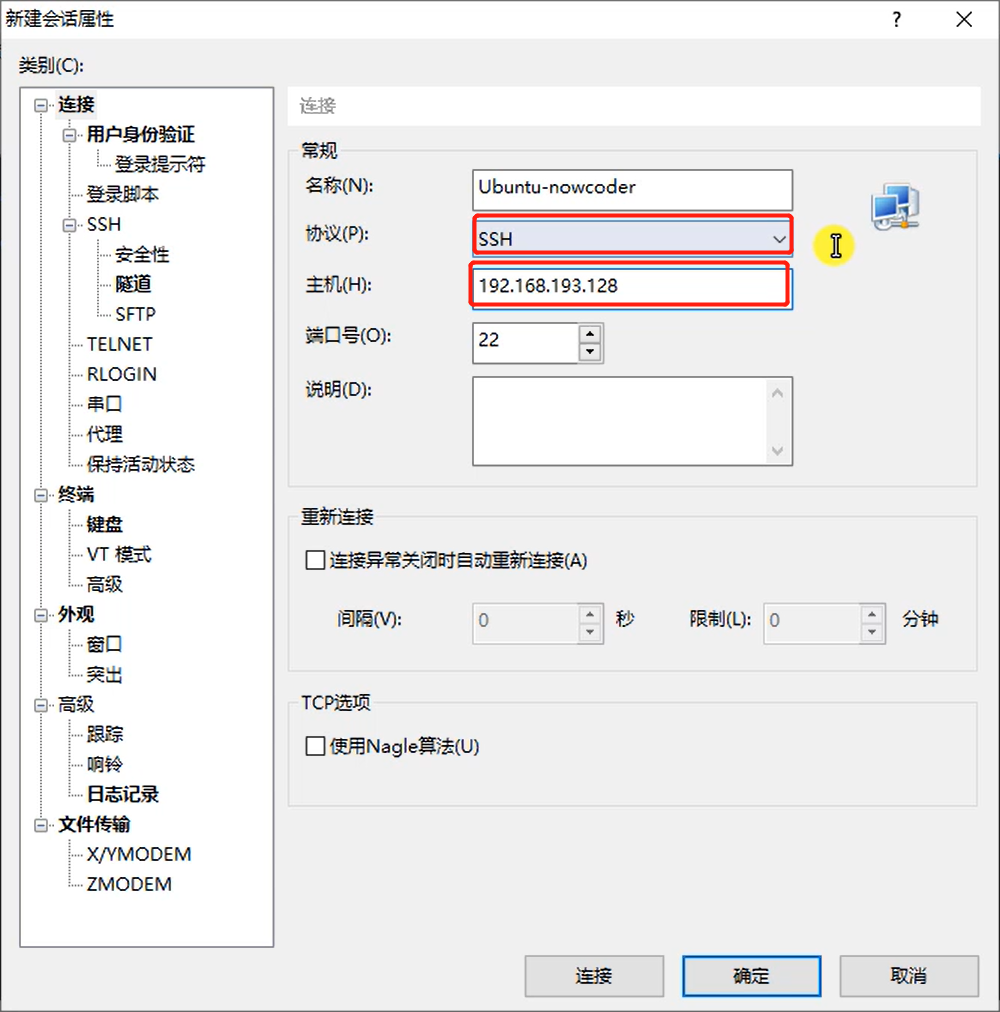 新建会话属性
?
类别(C):
连接
用户身份验证
登录提示符
登录脚本
SSH
安全性
隧道
SFTP
TELNET
RLOGIN
串口
代理
保持活动状态
终端
键盘
VT 模式
高级
外观
窗口
突出
高级
跟踪
响铃
日志记录
文件传输
X/YMODEM
ZMODEM
连接
常规
名称(N): Ubuntu-nowcoder
协议(P): SSH
主机(H): 192.168.193.128
端口号(O): 22
说明(D):
重新连接
连接异常关闭时自动重新连接(A)
间隔(V): 0 秒 限制(L): 0 分钟
TCP选项
使用Nagle算法(U)
连接 确定 取消